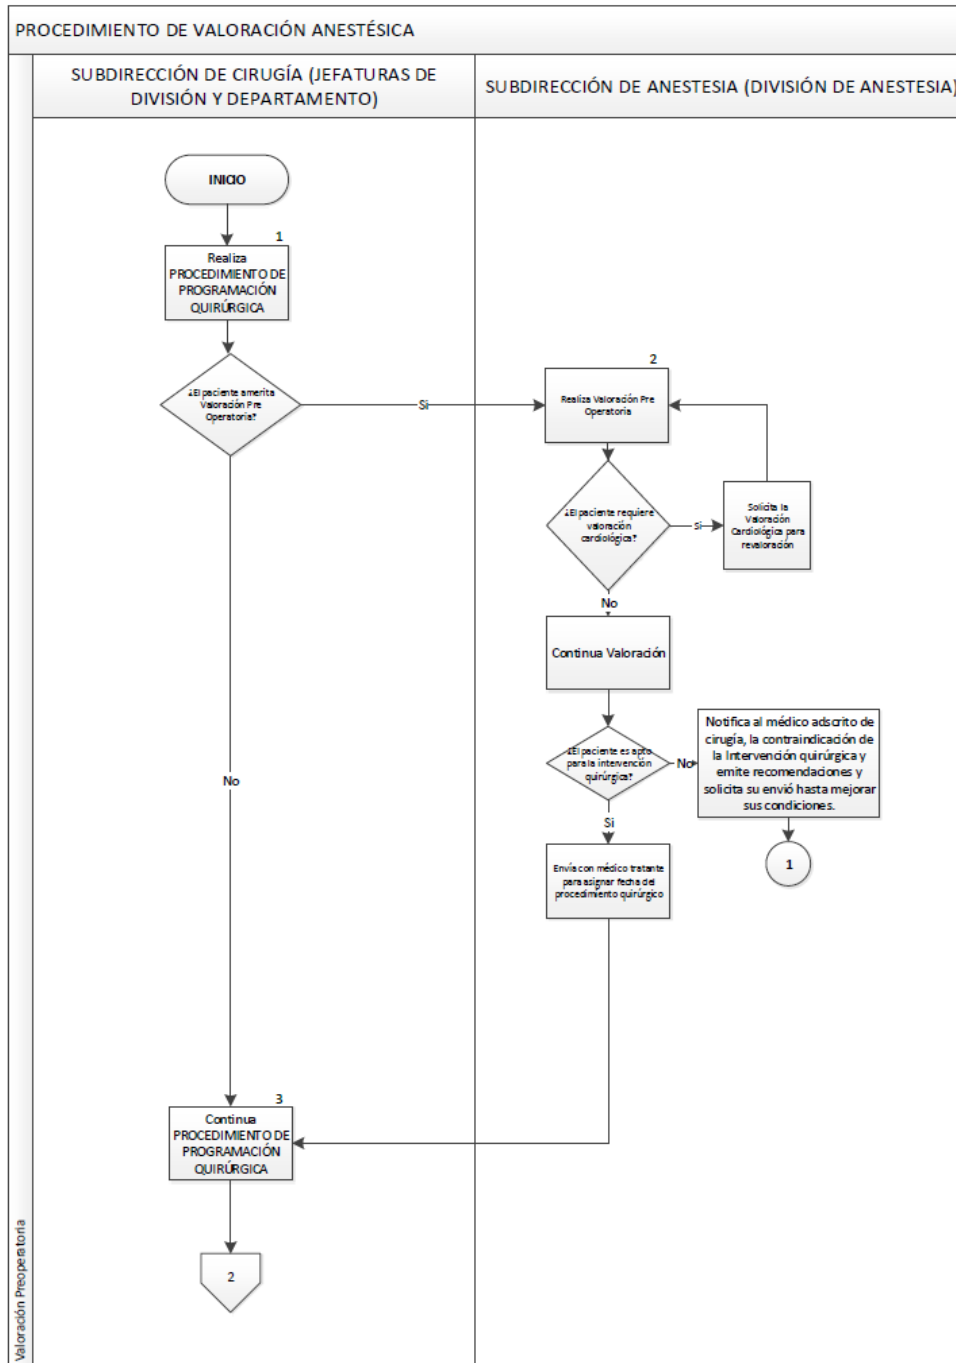 PROCEDIMIENTO DE VALORACIÓN ANESTÉSICA
SUBDIRECCIÓN DE CIRUGÍA (JEFATURAS DE
DIVISIÓN Y DEPARTAMENTO)
SUBDIRECCIÓN DE ANESTESIA (DIVISIÓN DE ANESTESIA)
INICIO
1
Realiza
PROCEDIMIENTO DE
PROGRAMACIÓN
QUIRÚRGICA
¿El paciente amerita
Valoración Pre
Operatoria?
Si
2
Realiza Valoración Pre
Operatoria
¿El paciente requiere
valoración
cardiológica?
si
Solicita la
Valoración
Cardiológica para
revaloración
No
Continua Valoración
¿El paciente es apto
para la intervención
quirúrgica?
No
Notifica al médico adscrito de
cirugía, la contraindicación de
la Intervención quirúrgica y
emite recomendaciones y
solicita su envió hasta mejorar
sus condiciones.
1
Si
Envía con médico tratante
para asignar fecha del
procedimiento quirúrgico
No
3
Continua
PROCEDIMIENTO DE
PROGRAMACIÓN
QUIRÚRGICA
2
Valoración Preoperatoria